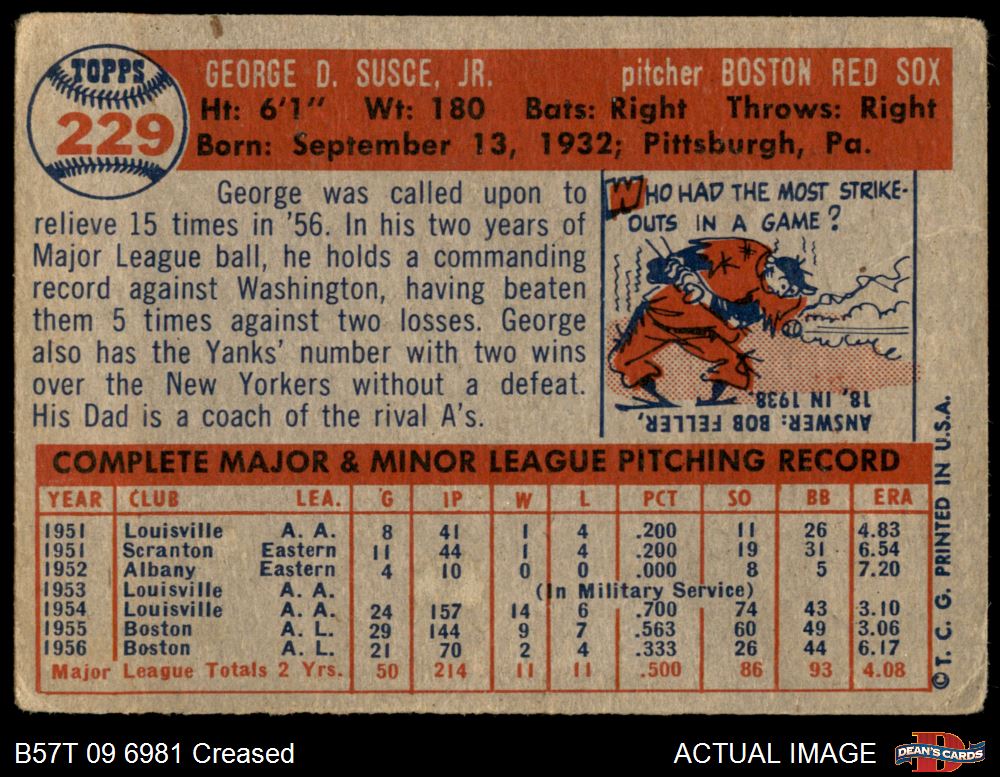 TOPPS
229
GEORGE D. SUSCE, JR. pitcher BOSTON RED SOX
Ht: 6'1" Wt: 180 Bats: Right Throws: Right
Born: September 13, 1932; Pittsburgh, Pa.
George was called upon to
relieve 15 times in '56. In his two years of
Major League ball, he holds a commanding
record against Washington, having beaten
them 5 times against two losses. George
also has the Yanks' number with two wins
over the New Yorkers without a defeat.
His Dad is a coach of the rival A's.
WHO HAD THE MOST STRIKE-
OUTS IN A GAME?
ANSWER: BOB FELLER,
18, IN 1938.
COMPLETE MAJOR & MINOR LEAGUE PITCHING RECORD
YEAR CLUB LEA. G IP W L PCT SO BB ERA
1951 Louisville A. A. 8 41 1 4 .200 11 26 4.83
1951 Scranton Eastern 11 44 1 4 .200 19 31 6.54
1952 Albany Eastern 4 10 0 0 .000 8 5 7.20
1953 Louisville A. A. (In Military Service)
1954 Louisville A. A. 24 157 14 6 .700 74 43 3.10
1955 Boston A. L. 29 144 9 7 .563 60 49 3.06
1956 Boston A. L. 21 70 2 4 .333 26 44 6.17
Major League Totals 2 Yrs. 50 214 11 11 .500 86 93 4.08
© T. C. G. PRINTED IN U.S.A.
B57T 09 6981 Creased
ACTUAL IMAGE
DEAN'S CARDS